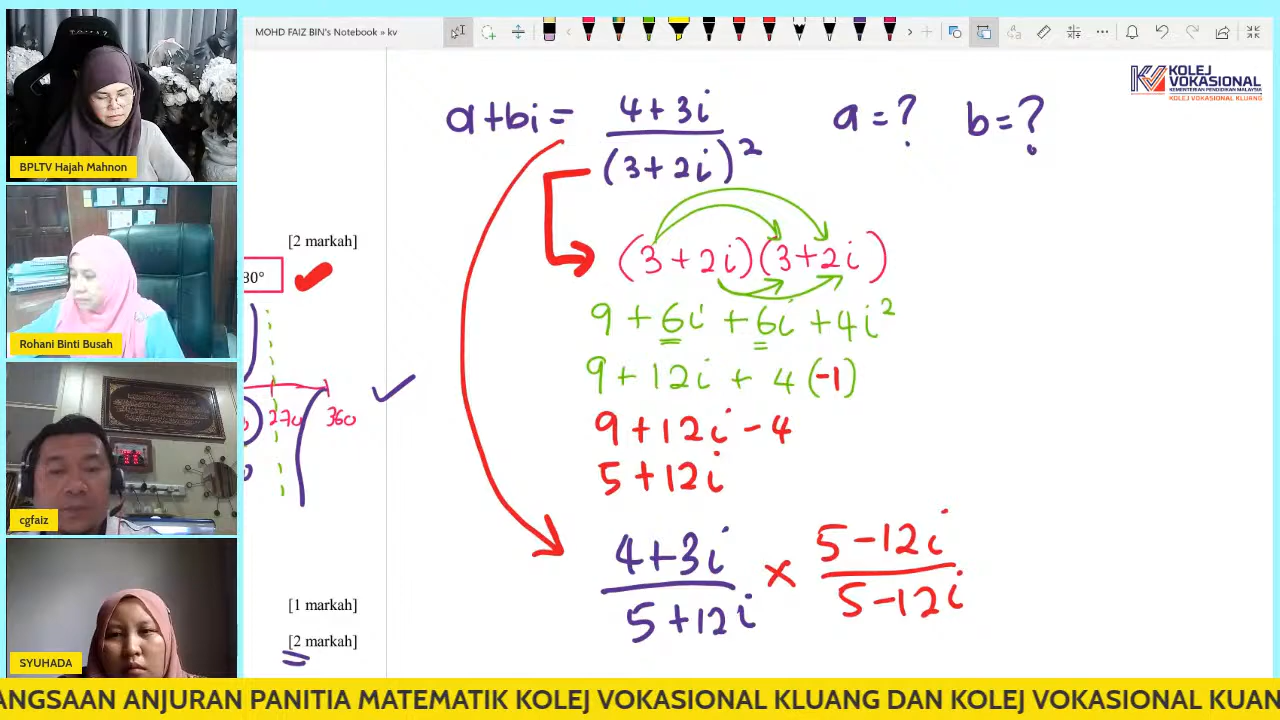 MOHD FAIZ BIN's Notebook » kv
KOLEJ
VOKASIONAL
KEMENTERIAN PENDIDIKAN MALAYSIA
KOLEJ VOKASIONAL KLUANG
a+bi = (4+3i)/(3+2i)² a=? b=?
[2 markah]
(3+2i)(3+2i)
9+6i+6i+4i²
9+12i+4(-1)
9+12i-4
5+12i
270 360
(4+3i)/(5+12i) × (5-12i)/(5-12i)
[1 markah]
[2 markah]
BPLTV Hajah Mahnon
Rohani Binti Busah
cgfaiz
SYUHADA
ANGSAAN ANJURAN PANITIA MATEMATIK KOLEJ VOKASIONAL KLUANG DAN KOLEJ VOKASIONAL KUAN